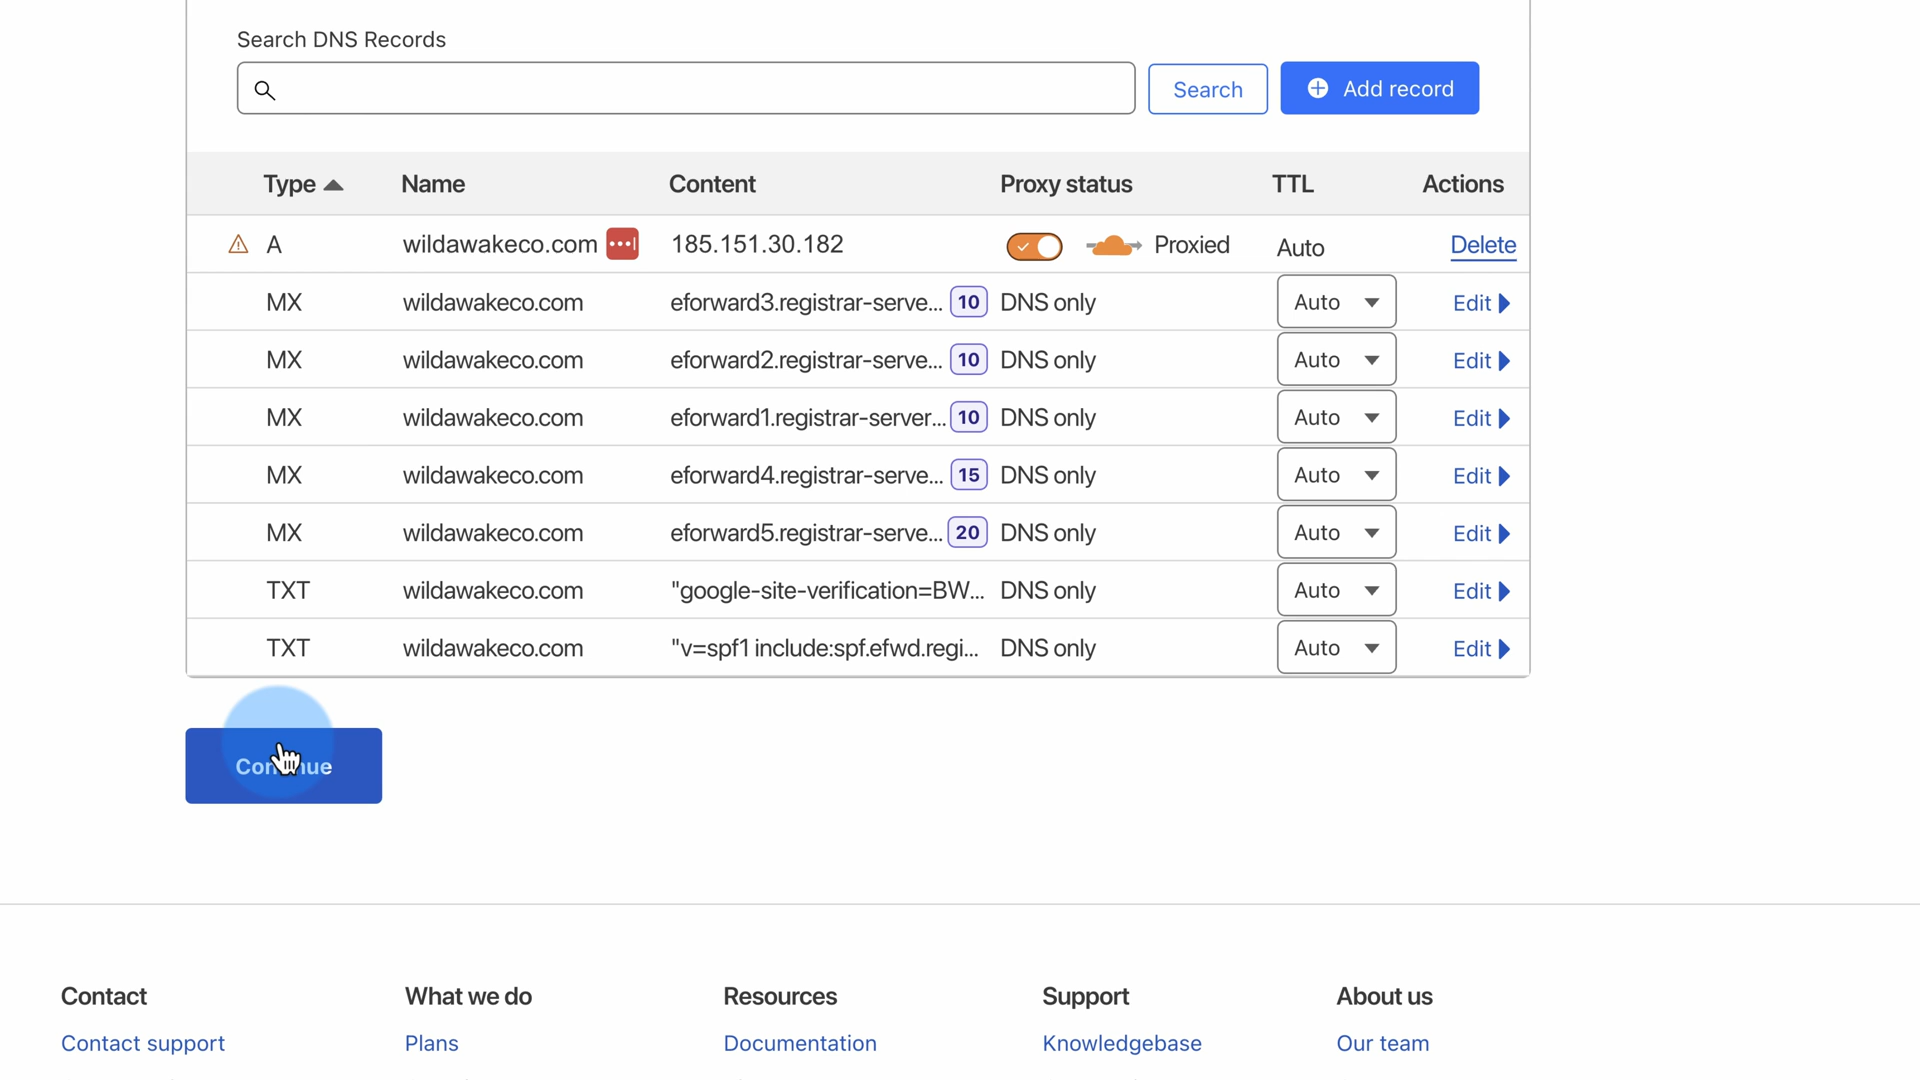 Search DNS Records
Search
Add record
Type Name Content Proxy status TTL Actions
A wildawakeco.com 185.151.30.182 Proxied Auto Delete
MX wildawakeco.com eforward3.registrar-serve... 10 DNS only Auto Edit
MX wildawakeco.com eforward2.registrar-serve... 10 DNS only Auto Edit
MX wildawakeco.com eforward1.registrar-server... 10 DNS only Auto Edit
MX wildawakeco.com eforward4.registrar-serve... 15 DNS only Auto Edit
MX wildawakeco.com eforward5.registrar-serve... 20 DNS only Auto Edit
TXT wildawakeco.com "google-site-verification=BW... DNS only Auto Edit
TXT wildawakeco.com "v=spf1 include:spf.efwd.regi... DNS only Auto Edit
Continue
Contact What we do Resources Support About us
Contact support Plans Documentation Knowledgebase Our team